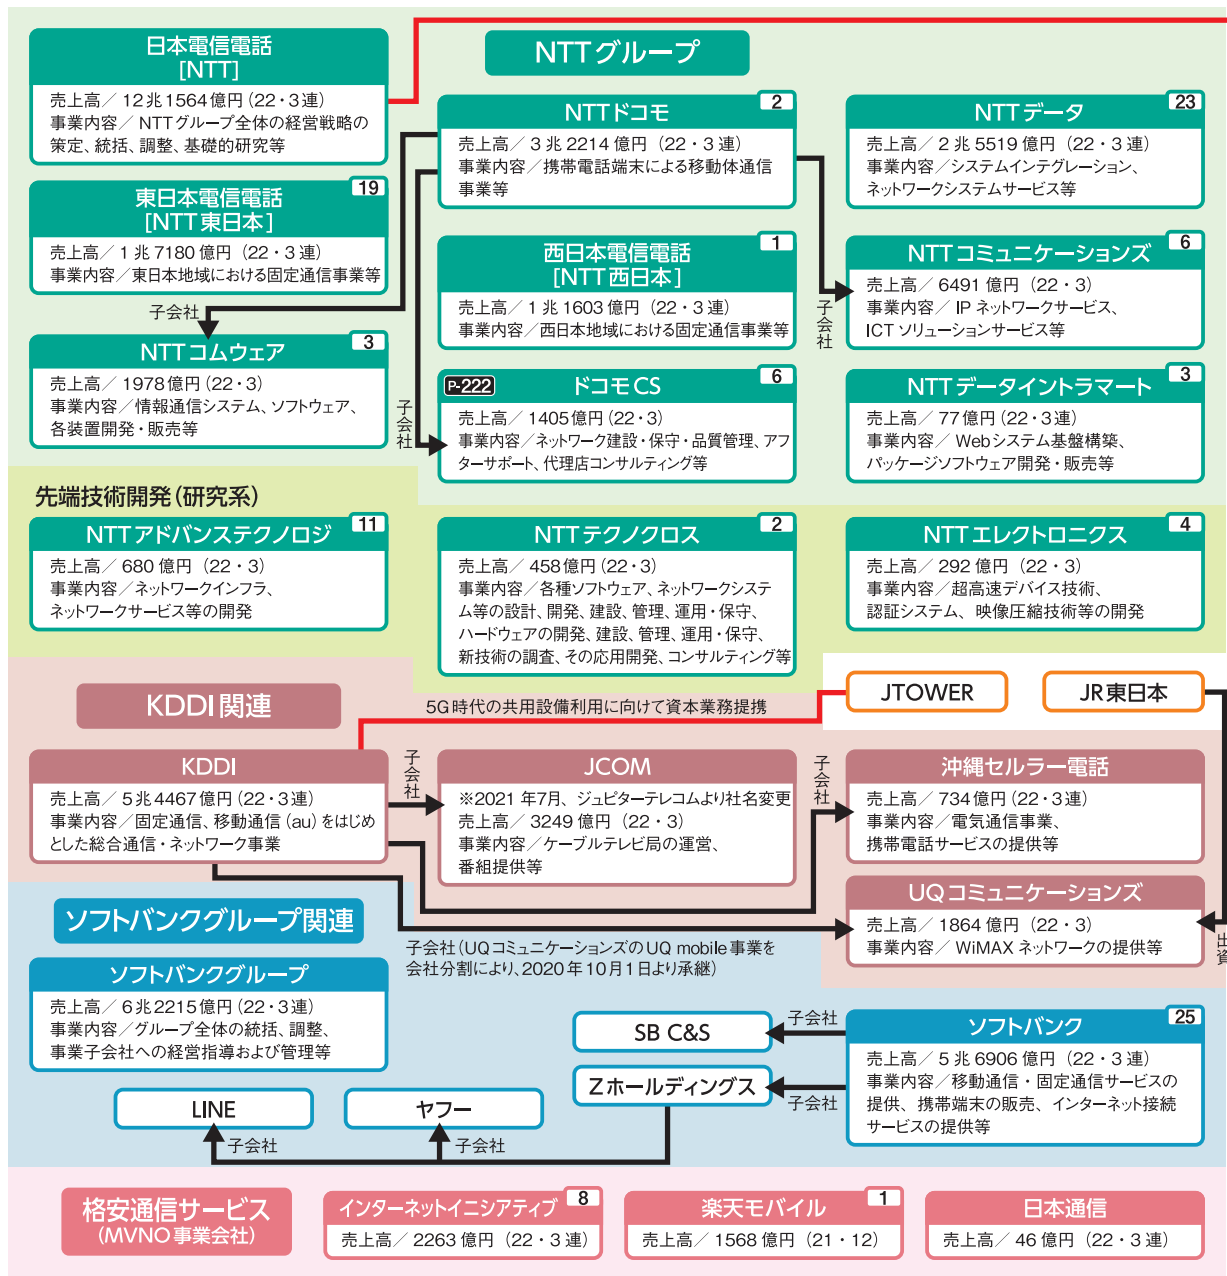 日本電信電話
[NTT]
売上高／12兆1564億円(22・3連)
事業内容／NTTグループ全体の経営戦略の
策定、統括、調整、基礎的研究等
NTTグループ
NTTドコモ
2
売上高／3兆2214億円(22・3連)
事業内容／携帯電話端末による移動体通信
事業等
NTTデータ
23
売上高／2兆5519億円(22・3連)
事業内容／システムインテグレーション、
ネットワークシステムサービス等
東日本電信電話
[NTT東日本]
19
売上高／1兆7180億円(22・3連)
事業内容／東日本地域における固定通信事業等
西日本電信電話
[NTT西日本]
1
売上高／1兆1603億円(22・3連)
事業内容／西日本地域における固定通信事業等
NTTコミュニケーションズ
6
売上高／6491億円(22・3)
事業内容／IPネットワークサービス、
ICTソリューションサービス等
子会社
子会社
NTTコムウェア
3
売上高／1978億円(22・3)
事業内容／情報通信システム、ソフトウェア、
各装置開発・販売等
子会社
P-222
ドコモCS
6
売上高／1405億円(22・3)
事業内容／ネットワーク建設・保守・品質管理、アフ
ターサポート、代理店コンサルティング等
NTTデータイントラマート
3
売上高／77億円(22・3連)
事業内容／Webシステム基盤構築、
パッケージソフトウェア開発・販売等
先端技術開発(研究系)
NTTアドバンステクノロジ
11
売上高／680億円(22・3)
事業内容／ネットワークインフラ、
ネットワークサービス等の開発
NTTテクノクロス
2
売上高／458億円(22・3)
事業内容／各種ソフトウェア、ネットワークシステ
ム等の設計、開発、建設、管理、運用・保守、
ハードウェアの開発、建設、管理、運用・保守、
新技術の調査、その応用開発、コンサルティング等
NTTエレクトロニクス
4
売上高／292億円(22・3)
事業内容／超高速デバイス技術、
認証システム、映像圧縮技術等の開発
KDDI関連
5G時代の共用設備利用に向けて資本業務提携
JTOWER
JR東日本
KDDI
売上高／5兆4467億円(22・3連)
事業内容／固定通信、移動通信(au)をはじめ
とした総合通信・ネットワーク事業
子会社
JCOM
※2021年7月、ジュピターテレコムより社名変更
売上高／3249億円(22・3)
事業内容／ケーブルテレビ局の運営、
番組提供等
子会社
沖縄セルラー電話
売上高／734億円(22・3連)
事業内容／電気通信事業、
携帯電話サービスの提供等
UQコミュニケーションズ
売上高／1864億円(22・3)
事業内容／WiMAXネットワークの提供等
出資
子会社(UQコミュニケーションズのUQ mobile事業を
会社分割により、2020年10月1日より承継)
ソフトバンクグループ関連
ソフトバンクグループ
売上高／6兆2215億円(22・3連)
事業内容／グループ全体の統括、調整、
事業子会社への経営指導および管理等
SB C&S
子会社
Zホールディングス
子会社
ソフトバンク
25
売上高／5兆6906億円(22・3連)
事業内容／移動通信・固定通信サービスの
提供、携帯端末の販売、インターネット接続
サービスの提供等
LINE
ヤフー
子会社
子会社
格安通信サービス
(MVNO事業会社)
インターネットイニシアティブ
8
売上高／2263億円(22・3連)
楽天モバイル
1
売上高／1568億円(21・12)
日本通信
売上高／46億円(22・3連)